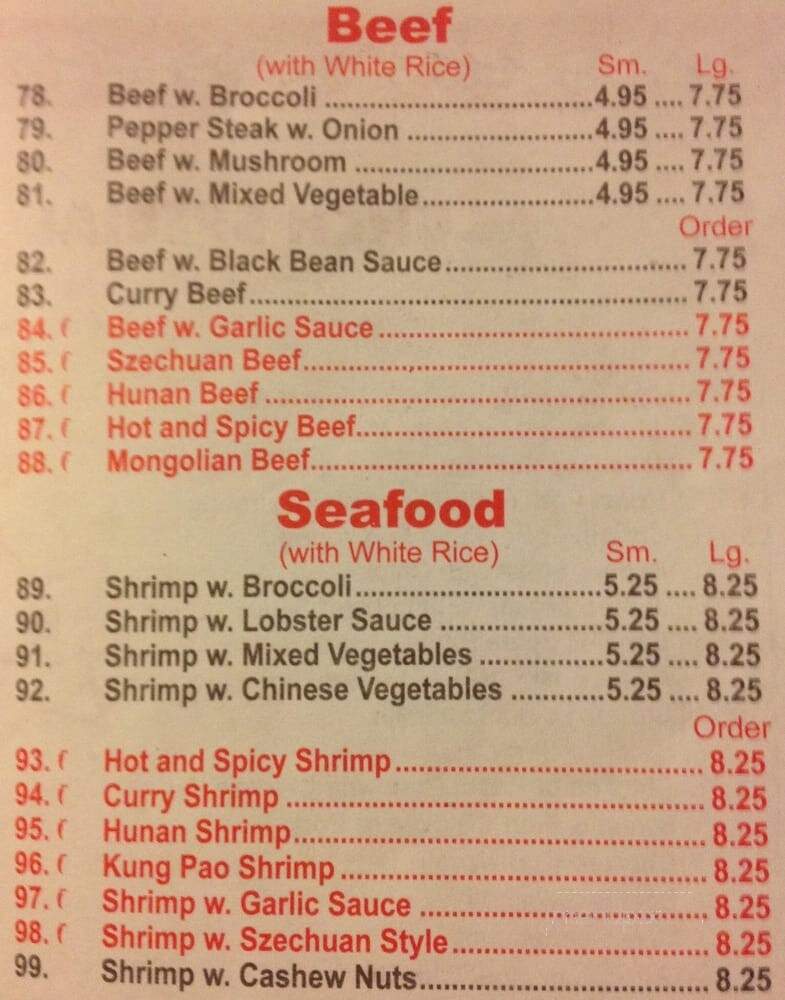 Beef
(with White Rice) Sm. Lg.
78. Beef w. Broccoli ................................4.95 .... 7.75
79. Pepper Steak w. Onion ......................4.95 .... 7.75
80. Beef w. Mushroom ............................4.95 .... 7.75
81. Beef w. Mixed Vegetable.....................4.95 .... 7.75
Order
82. Beef w. Black Bean Sauce............................. 7.75
83. Curry Beef..................................................... 7.75
84. Beef w. Garlic Sauce ..................................... 7.75
85. Szechuan Beef.............................................. 7.75
86. Hunan Beef ................................................... 7.75
87. Hot and Spicy Beef........................................ 7.75
88. Mongolian Beef.............................................. 7.75
Seafood
(with White Rice) Sm. Lg.
89. Shrimp w. Broccoli..............................5.25 .... 8.25
90. Shrimp w. Lobster Sauce ....................5.25 .... 8.25
91. Shrimp w. Mixed Vegetables ...............5.25 .... 8.25
92. Shrimp w. Chinese Vegetables ............5.25 .... 8.25
Order
93. Hot and Spicy Shrimp..................................... 8.25
94. Curry Shrimp .................................................. 8.25
95. Hunan Shrimp................................................. 8.25
96. Kung Pao Shrimp ............................................ 8.25
97. Shrimp w. Garlic Sauce ................................... 8.25
98. Shrimp w. Szechuan Style............................... 8.25
99. Shrimp w. Cashew Nuts................................... 8.25